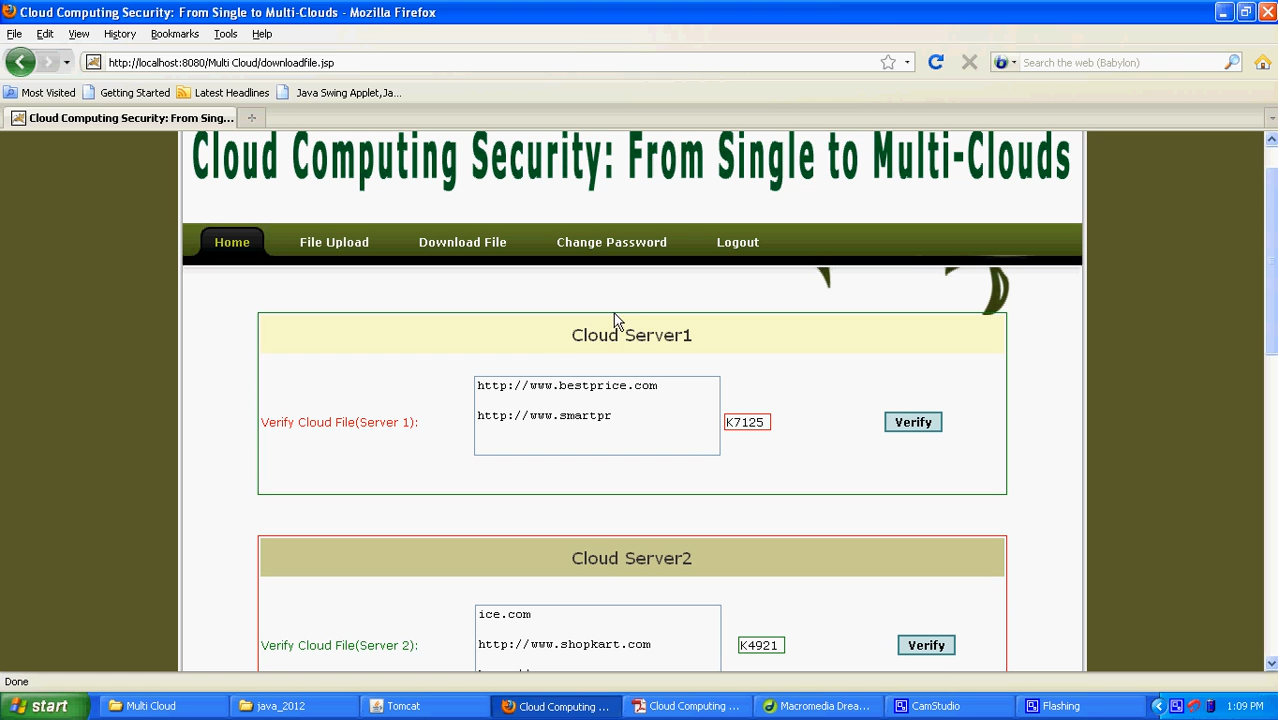 Cloud Computing Security: From Single to Multi-Clouds - Mozilla Firefox
File Edit View History Bookmarks Tools Help
http://localhost:8080/Multi Cloud/downloadfile.jsp
Search the web (Babylon)
Most Visited Getting Started Latest Headlines Java Swing Applet,Ja...
Cloud Computing Security: From Sing...
Cloud Computing Security: From Single to Multi-Clouds
Home File Upload Download File Change Password Logout
Cloud Server1
http://www.bestprice.com
http://www.smartpr
Verify Cloud File(Server 1): K7125 Verify
Cloud Server2
ice.com
http://www.shopkart.com
Verify Cloud File(Server 2): K4921 Verify
Done
start Multi Cloud java_2012 Tomcat Cloud Computing ... Cloud Computing ... Macromedia Drea... CamStudio Flashing 1:09 PM